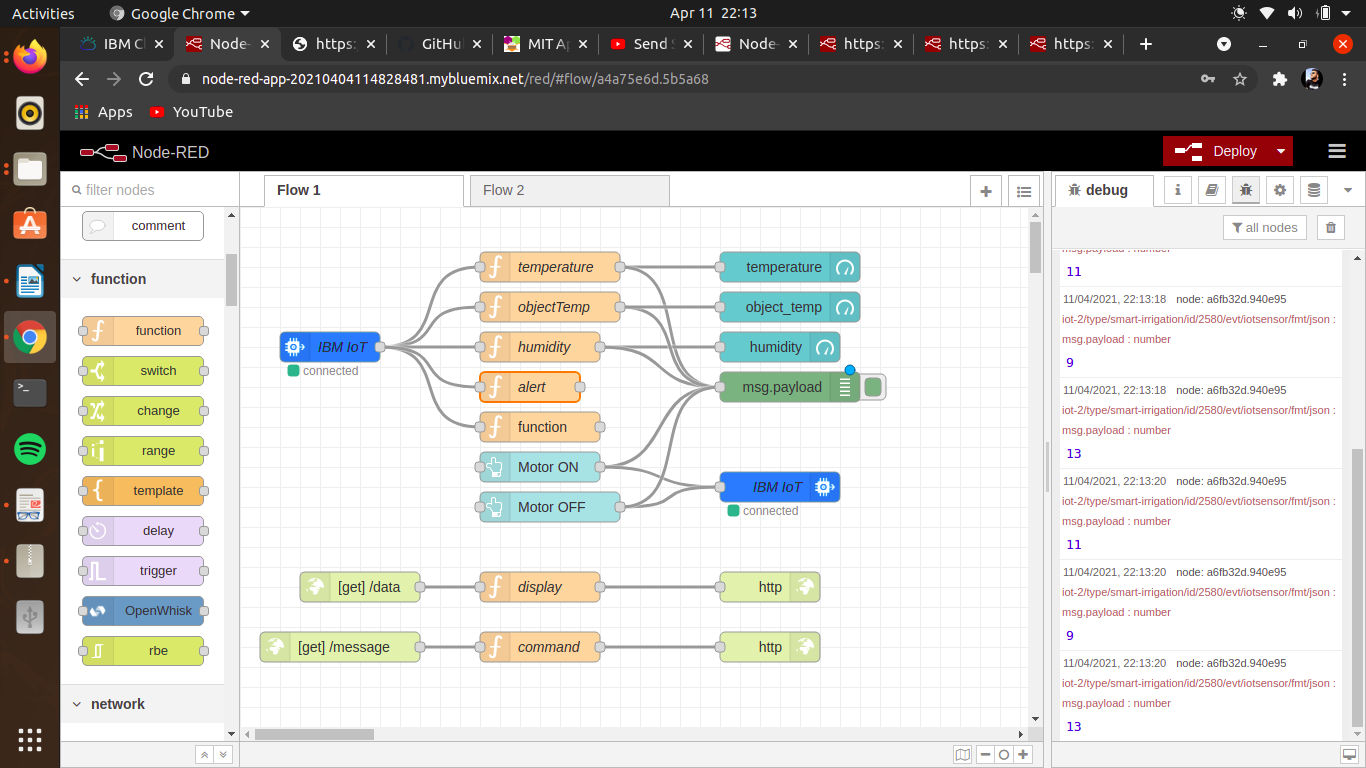 Activities
Google Chrome
Apr 11 22:13
IBM Cl
Node-
https:
GitHu
MIT A
Send S
Node-
https:
https:
https:
node-red-app-20210404114828481.mybluemix.net/red/#flow/a4a75e6d.5b5a68
Apps
YouTube
Node-RED
Deploy
filter nodes
Flow 1
Flow 2
debug
all nodes
comment
function
function
switch
change
range
template
delay
trigger
OpenWhisk
rbe
network
IBM IoT
connected
temperature
objectTemp
humidity
alert
function
Motor ON
Motor OFF
temperature
object_temp
humidity
msg.payload
IBM IoT
connected
[get] /data
display
http
[get] /message
command
http
msg.payload : number
11
11/04/2021, 22:13:18 node: a6fb32d.940e95
iot-2/type/smart-irrigation/id/2580/evt/iotsensor/fmt/json :
msg.payload : number
9
11/04/2021, 22:13:18 node: a6fb32d.940e95
iot-2/type/smart-irrigation/id/2580/evt/iotsensor/fmt/json :
msg.payload : number
13
11/04/2021, 22:13:20 node: a6fb32d.940e95
iot-2/type/smart-irrigation/id/2580/evt/iotsensor/fmt/json :
msg.payload : number
11
11/04/2021, 22:13:20 node: a6fb32d.940e95
iot-2/type/smart-irrigation/id/2580/evt/iotsensor/fmt/json :
msg.payload : number
9
11/04/2021, 22:13:20 node: a6fb32d.940e95
iot-2/type/smart-irrigation/id/2580/evt/iotsensor/fmt/json :
msg.payload : number
13